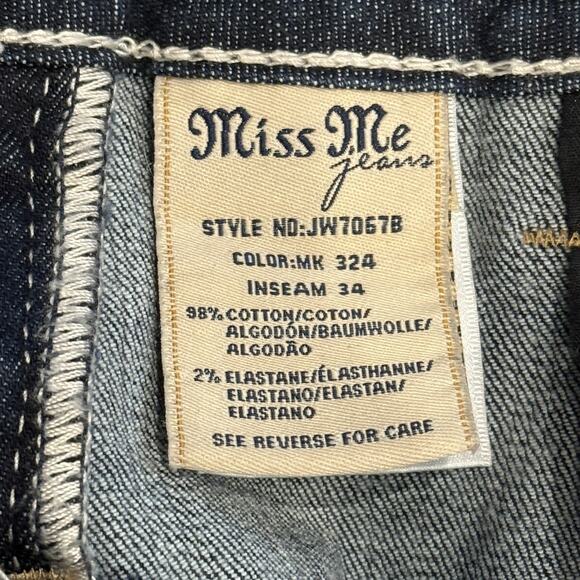 Miss Me
jeans
STYLE NO:JW7067B
COLOR:MK 324
INSEAM 34
98% COTTON/COTON/
ALGODÓN/BAUMWOLLE/
ALGODÃO
2% ELASTANE/ÉLASTHANNE/
ELASTANO/ELASTAN/
ELASTANO
SEE REVERSE FOR CARE